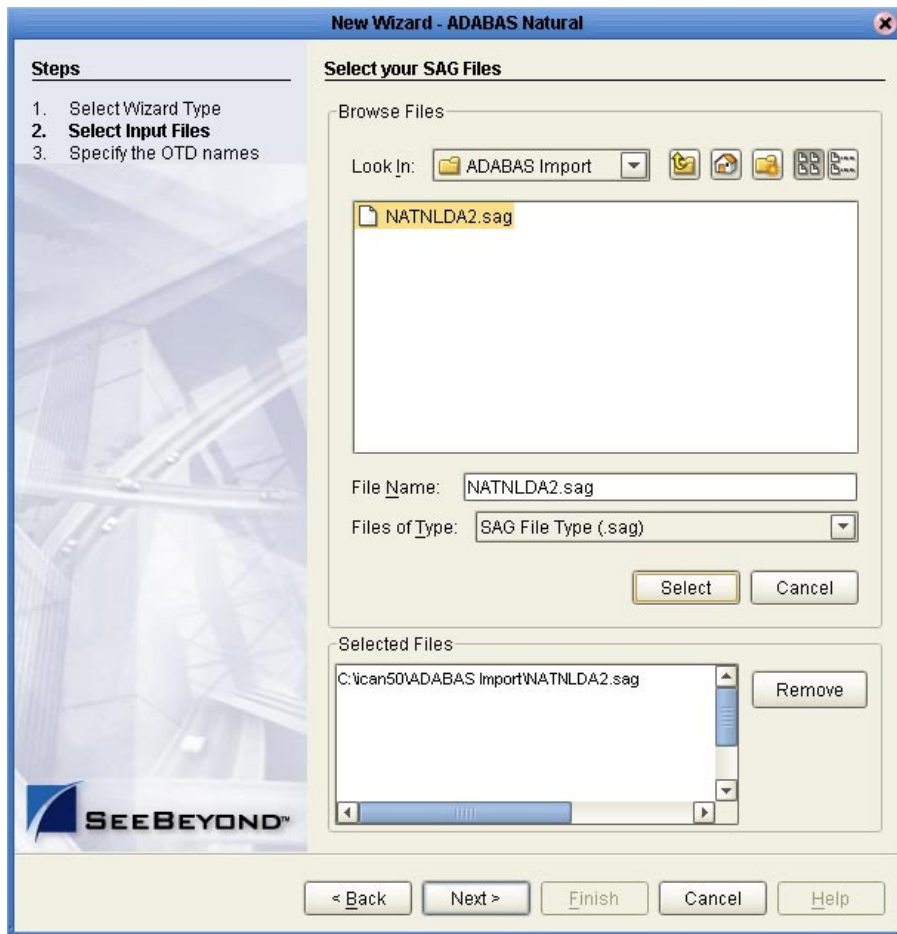 New Wizard - ADABAS Natural
Steps
1. Select Wizard Type
2. Select Input Files
3. Specify the OTD names
SEEBEYOND™
Select your SAG Files
Browse Files
Look In: ADABAS Import
NATNLDA2.sag
File Name: NATNLDA2.sag
Files of Type: SAG File Type (.sag)
Select Cancel
Selected Files
C:\ican50\ADABAS Import\NATNLDA2.sag
Remove
< Back Next > Finish Cancel Help